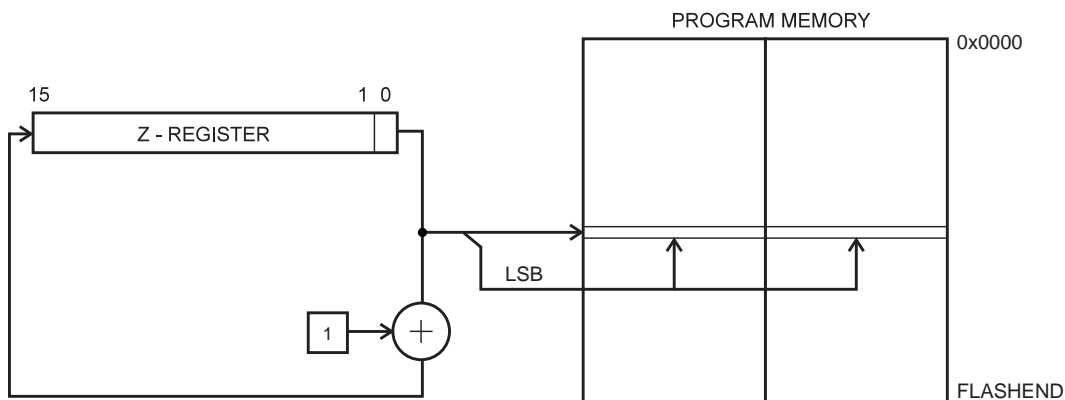 PROGRAM MEMORY
0x0000
15 1 0
Z - REGISTER
LSB
1
FLASHEND